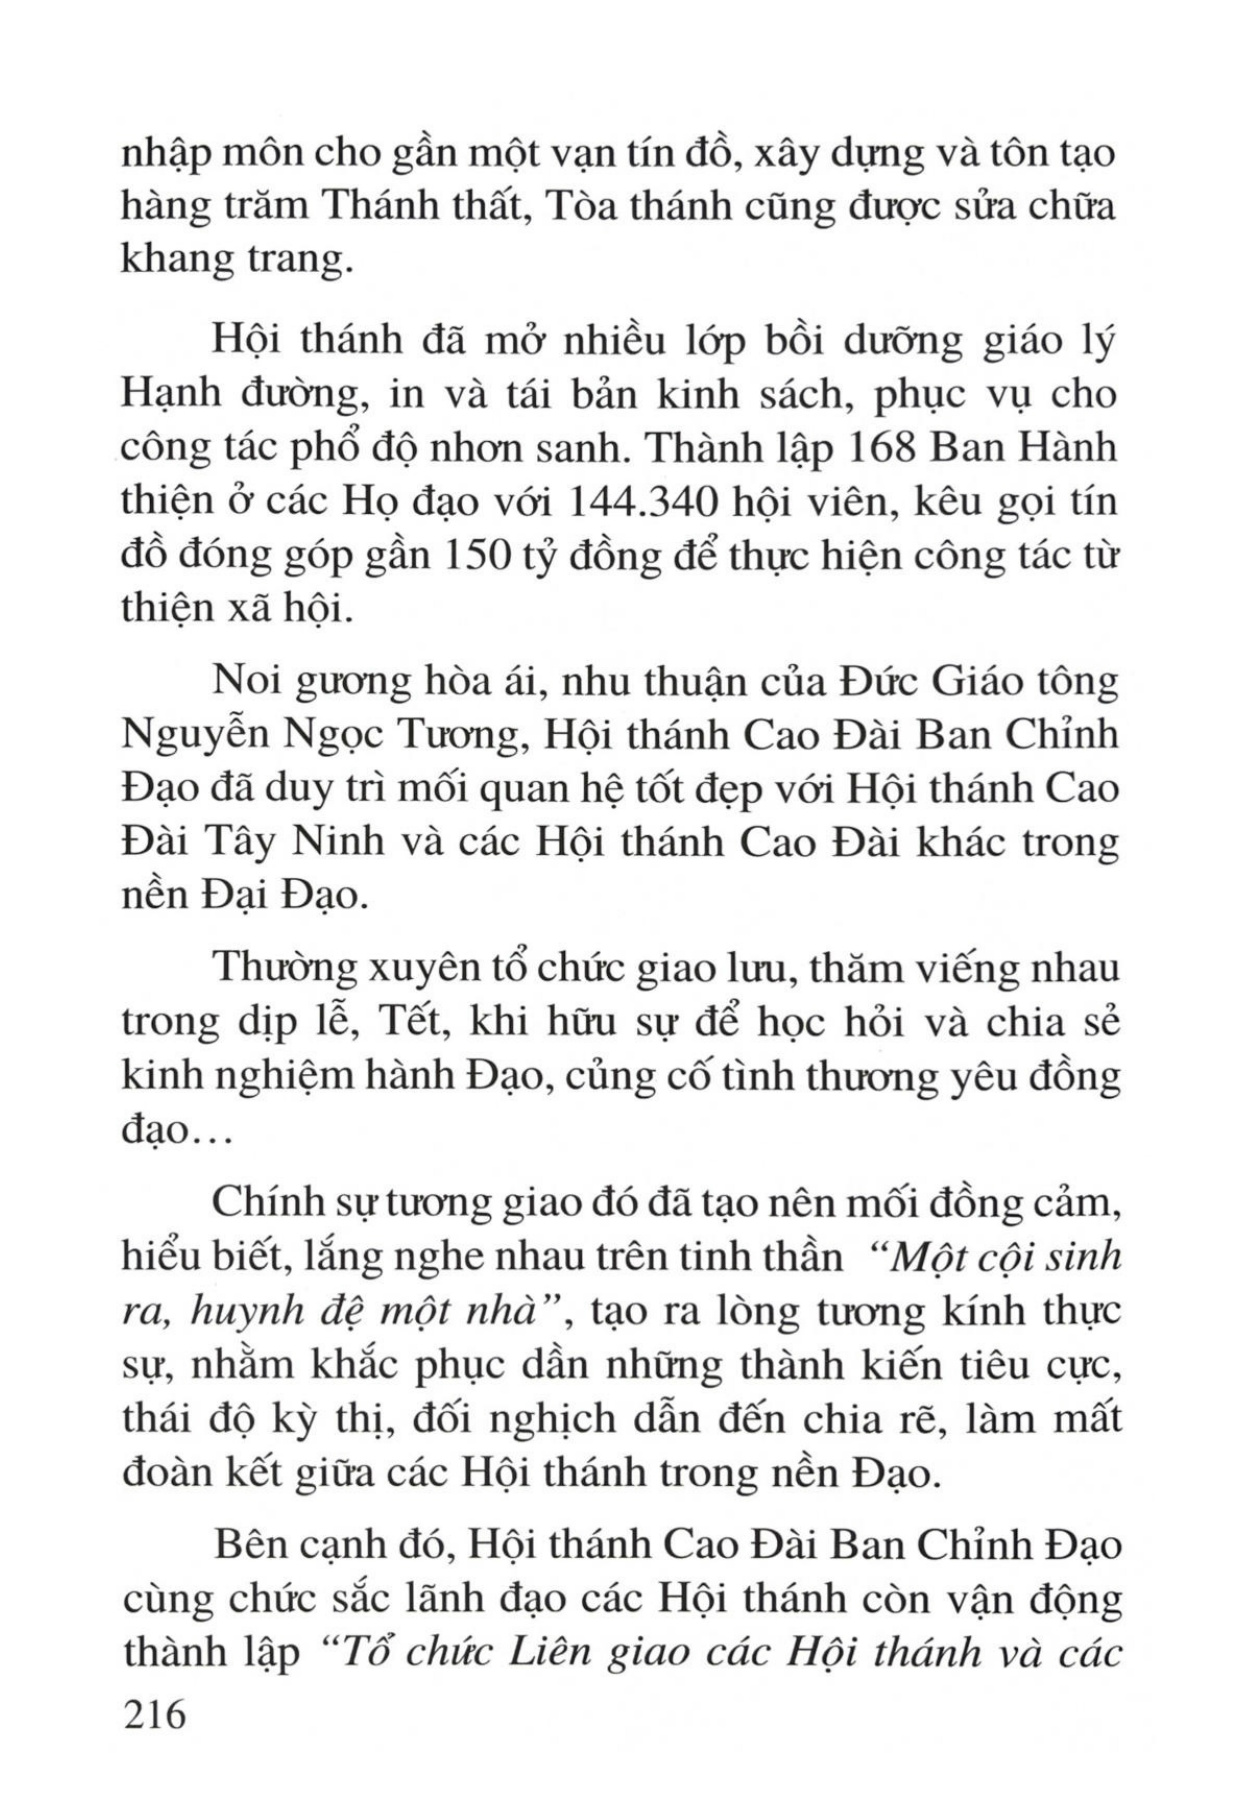 nhập môn cho gần một vạn tín đồ, xây dựng và tôn tạo
hàng trăm Thánh thất, Tòa thánh cũng được sửa chữa
khang trang.
Hội thánh đã mở nhiều lớp bồi dưỡng giáo lý
Hạnh đường, in và tái bản kinh sách, phục vụ cho
công tác phổ độ nhơn sanh. Thành lập 168 Ban Hành
thiện ở các Họ đạo với 144.340 hội viên, kêu gọi tín
đồ đóng góp gần 150 tỷ đồng để thực hiện công tác từ
thiện xã hội.
Noi gương hòa ái, nhu thuận của Đức Giáo tông
Nguyễn Ngọc Tương, Hội thánh Cao Đài Ban Chỉnh
Đạo đã duy trì mối quan hệ tốt đẹp với Hội thánh Cao
Đài Tây Ninh và các Hội thánh Cao Đài khác trong
nền Đại Đạo.
Thường xuyên tổ chức giao lưu, thăm viếng nhau
trong dịp lễ, Tết, khi hữu sự để học hỏi và chia sẻ
kinh nghiệm hành Đạo, củng cố tình thương yêu đồng
đạo…
Chính sự tương giao đó đã tạo nên mối đồng cảm,
hiểu biết, lắng nghe nhau trên tinh thần “Một cội sinh
ra, huynh đệ một nhà”, tạo ra lòng tương kính thực
sự, nhằm khắc phục dần những thành kiến tiêu cực,
thái độ kỳ thị, đối nghịch dẫn đến chia rẽ, làm mất
đoàn kết giữa các Hội thánh trong nền Đạo.
Bên cạnh đó, Hội thánh Cao Đài Ban Chỉnh Đạo
cùng chức sắc lãnh đạo các Hội thánh còn vận động
thành lập “Tổ chức Liên giao các Hội thánh và các
216